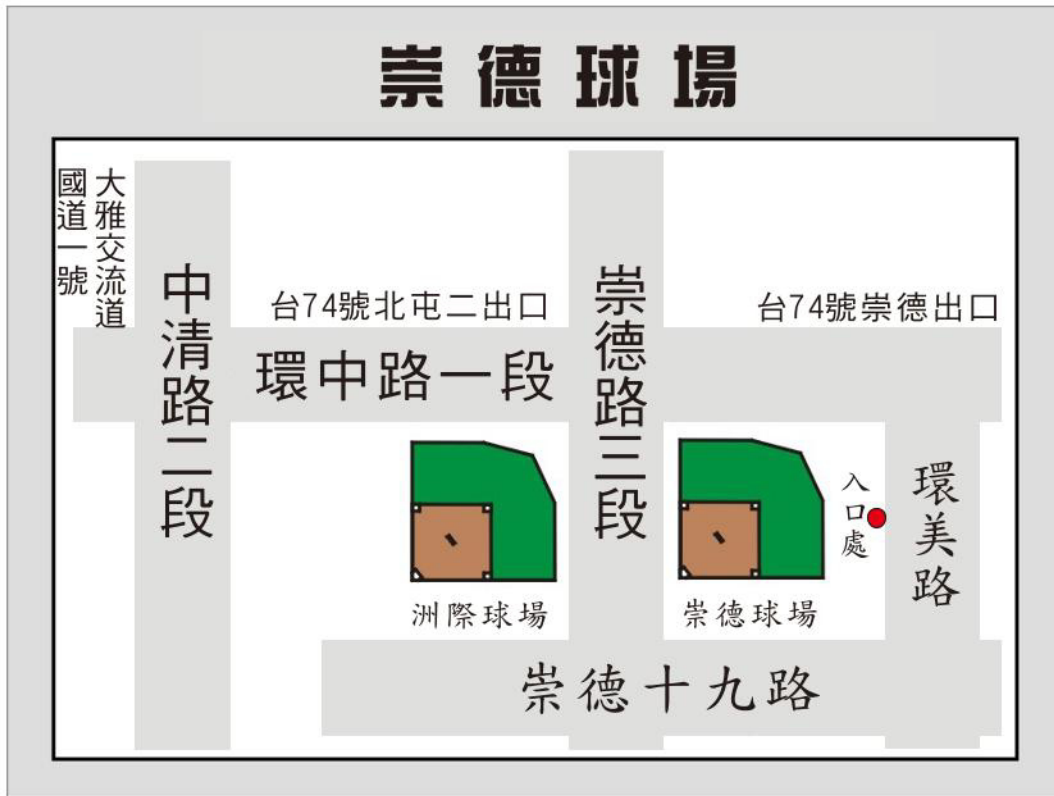 崇德球場
國道一號
大雅交流道
中清路二段
台74號北屯二出口
環中路一段
崇德路三段
台74號崇德出口
洲際球場
崇德球場
入口處
環美路
崇德十九路